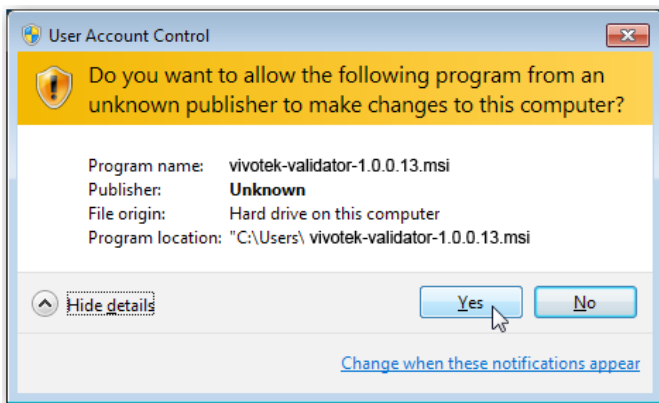 User Account Control
Do you want to allow the following program from an
unknown publisher to make changes to this computer?
Program name: vivotek-validator-1.0.0.13.msi
Publisher: Unknown
File origin: Hard drive on this computer
Program location: "C:\Users\ vivotek-validator-1.0.0.13.msi
Hide details
Yes
No
Change when these notifications appear